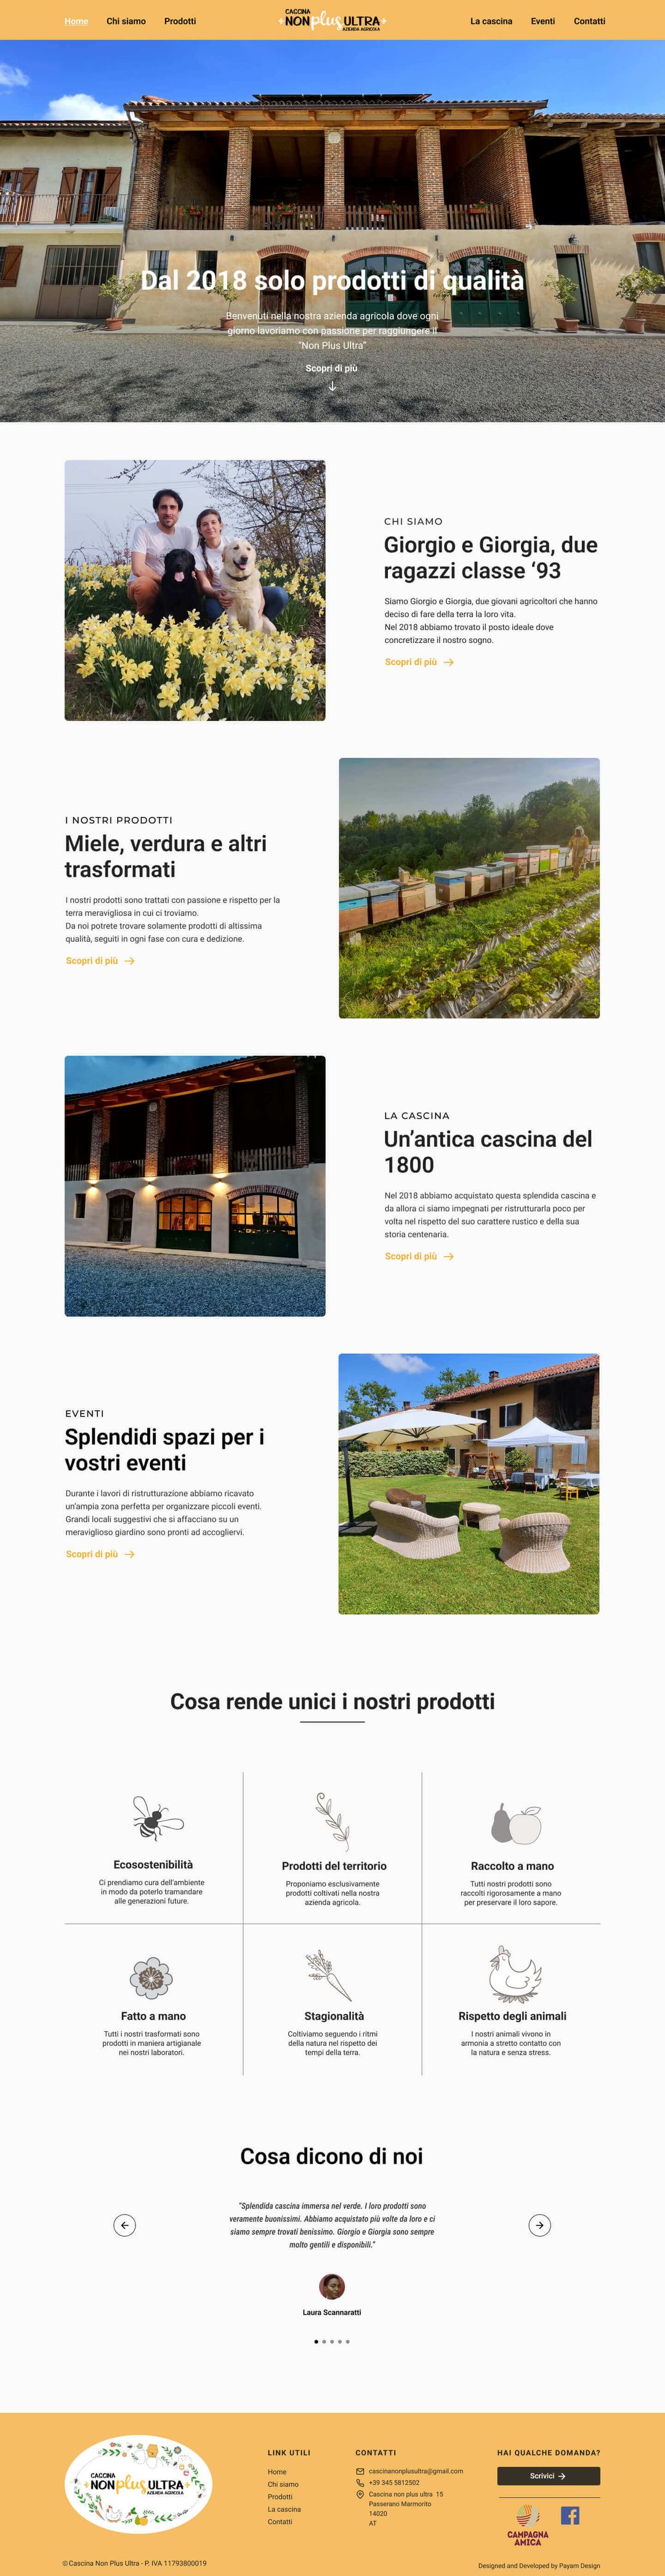 Home
Chi siamo
Prodotti
CACCINA
NON plus ULTRA
AZIENDA AGRICOLA
La cascina
Eventi
Contatti
Dal 2018 solo prodotti di qualità
Benvenuti nella nostra azienda agricola dove ogni
giorno lavoriamo con passione per raggiungere il
“Non Plus Ultra”
Scopri di più
CHI SIAMO
Giorgio e Giorgia, due
ragazzi classe ‘93
Siamo Giorgio e Giorgia, due giovani agricoltori che hanno
deciso di fare della terra la loro vita.
Nel 2018 abbiamo trovato il posto ideale dove
concretizzare il nostro sogno.
Scopri di più
I NOSTRI PRODOTTI
Miele, verdura e altri
trasformati
I nostri prodotti sono trattati con passione e rispetto per la
terra meravigliosa in cui ci troviamo.
Da noi potrete trovare solamente prodotti di altissima
qualità, seguiti in ogni fase con cura e dedizione.
Scopri di più
LA CASCINA
Un’antica cascina del
1800
Nel 2018 abbiamo acquistato questa splendida cascina e
da allora ci siamo impegnati per ristrutturarla poco per
volta nel rispetto del suo carattere rustico e della sua
storia centenaria.
Scopri di più
EVENTI
Splendidi spazi per i
vostri eventi
Durante i lavori di ristrutturazione abbiamo ricavato
un’ampia zona perfetta per organizzare piccoli eventi.
Grandi locali suggestivi che si affacciano su un
meraviglioso giardino sono pronti ad accogliervi.
Scopri di più
Cosa rende unici i nostri prodotti
Ecosostenibilità
Ci prendiamo cura dell’ambiente
in modo da poterlo tramandare
alle generazioni future.
Prodotti del territorio
Proponiamo esclusivamente
prodotti coltivati nella nostra
azienda agricola.
Raccolto a mano
Tutti nostri prodotti sono
raccolti rigorosamente a mano
per preservare il loro sapore.
Fatto a mano
Tutti i nostri trasformati sono
prodotti in maniera artigianale
nei nostri laboratori.
Stagionalità
Coltiviamo seguendo i ritmi
della natura nel rispetto dei
tempi della terra.
Rispetto degli animali
I nostri animali vivono in
armonia a stretto contatto con
la natura e senza stress.
Cosa dicono di noi
“Splendida cascina immersa nel verde. I loro prodotti sono
veramente buonissimi. Abbiamo acquistato più volte da loro e ci
siamo sempre trovati benissimo. Giorgio e Giorgia sono sempre
molto gentili e disponibili.”
Laura Scannaratti
CACCINA
NON plus ULTRA
AZIENDA AGRICOLA
LINK UTILI
Home
Chi siamo
Prodotti
La cascina
Contatti
CONTATTI
cascinanonplusultra@gmail.com
+39 345 5812502
Cascina non plus ultra 15
Passerano Marmorito
14020
AT
HAI QUALCHE DOMANDA?
Scrivici
CAMPAGNA
AMICA
© Cascina Non Plus Ultra - P. IVA 11793800019
Designed and Developed by Payam Design